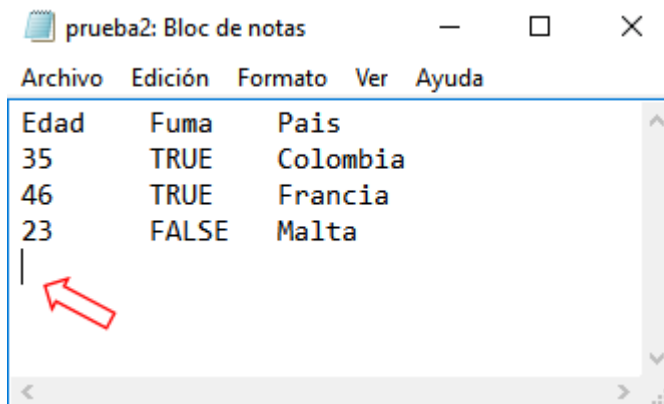 prueba2: Bloc de notas
Archivo Edición Formato Ver Ayuda
Edad Fuma Pais
35 TRUE Colombia
46 TRUE Francia
23 FALSE Malta